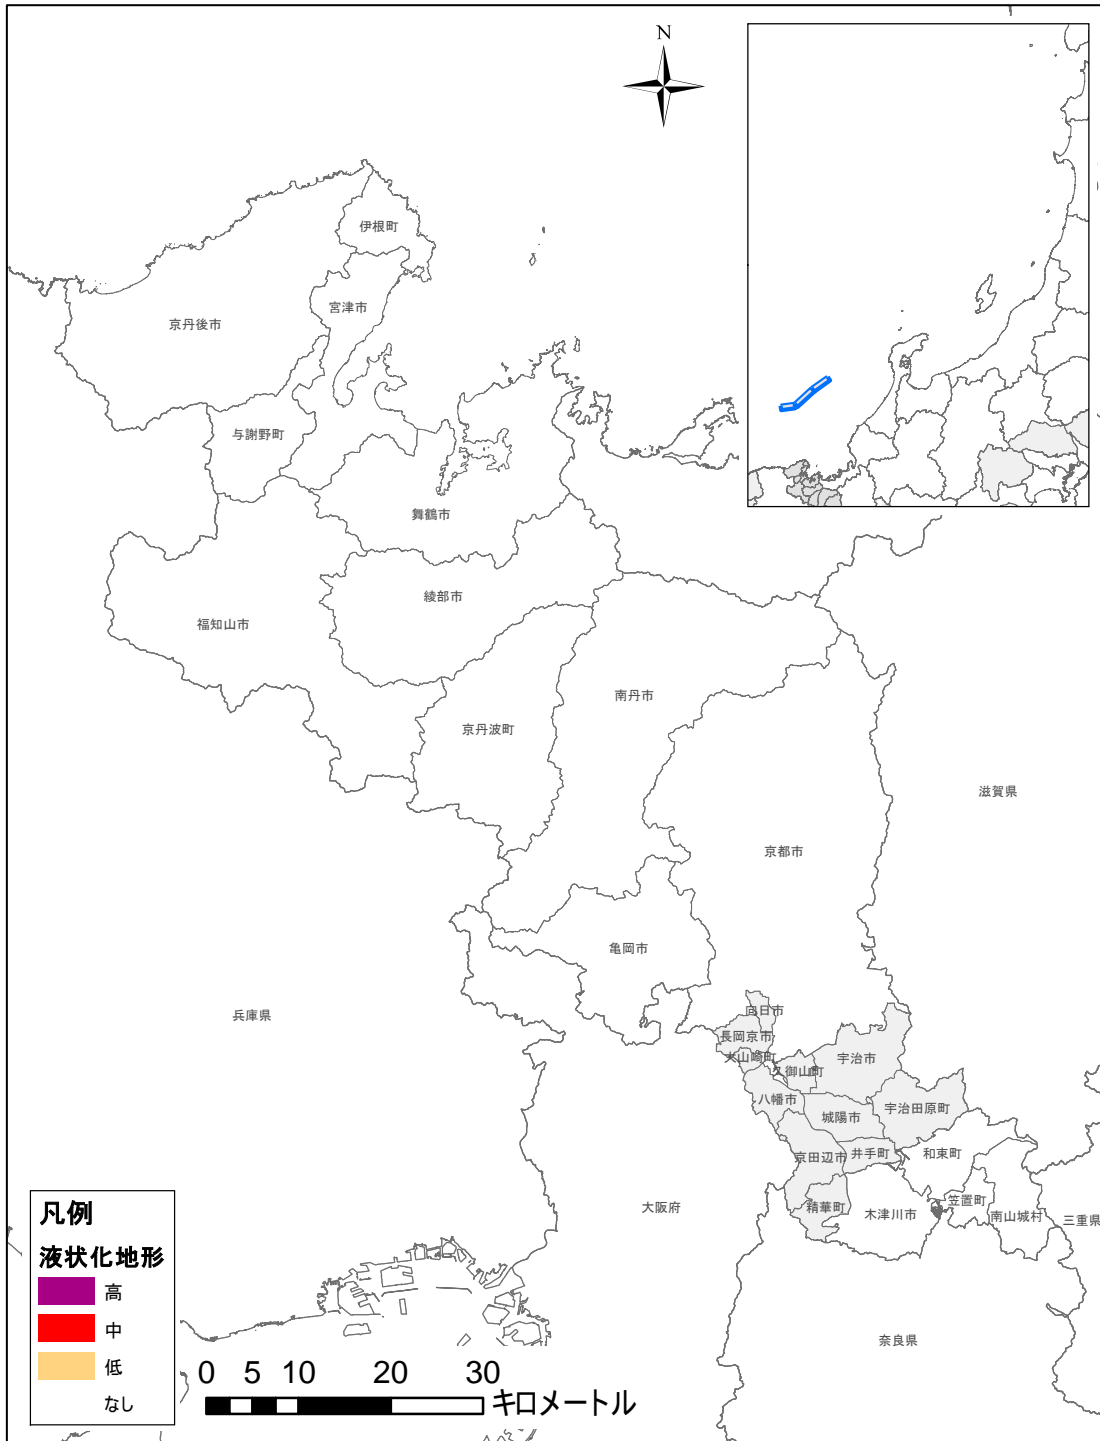 N
伊根町
宮津市
京丹後市
与謝野町
舞鶴市
綾部市
福知山市
南丹市
京丹波町
滋賀県
京都市
亀岡市
兵庫県
向日市
長岡京市
大山崎町
久御山町
宇治市
八幡市
城陽市
宇治田原町
京田辺市
井手町
和束町
精華町
木津川市
笠置町
南山城村
三重県
大阪府
奈良県
凡例
液状化地形
高
中
低
なし
0 5 10 20 30
キロメートル